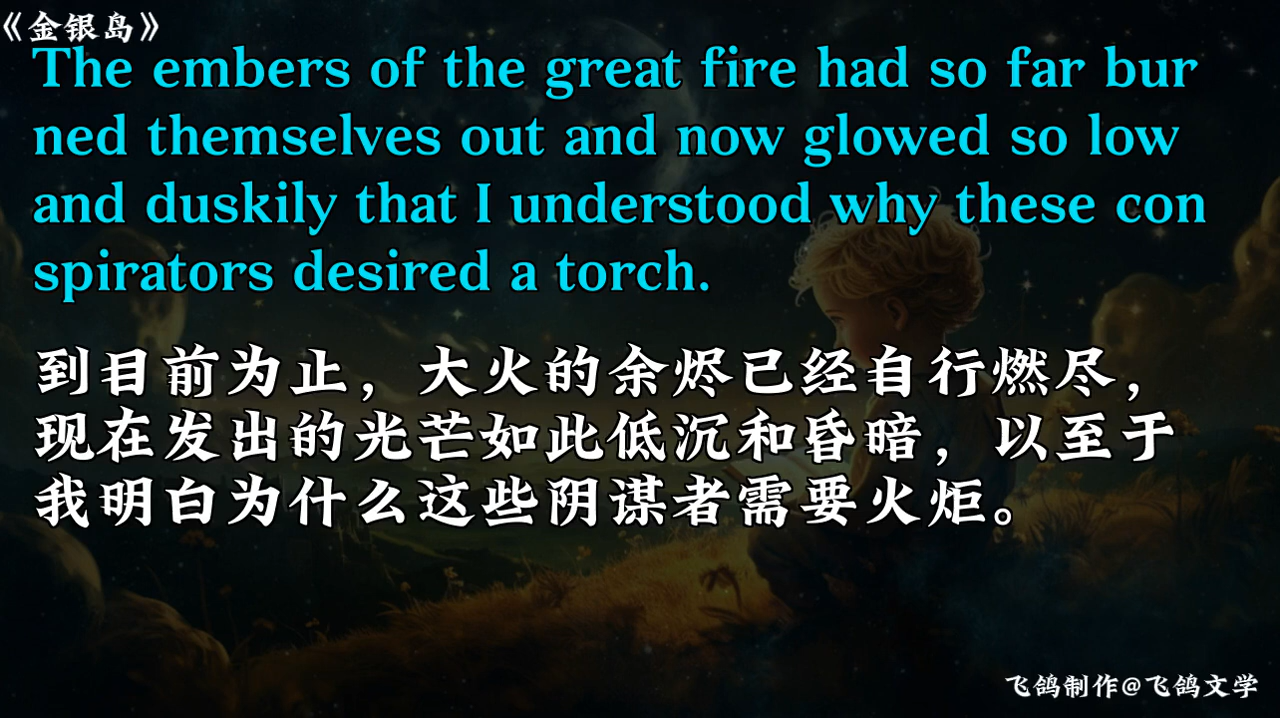 《金银岛》
The embers of the great fire had so far bur
ned themselves out and now glowed so low
and duskily that I understood why these con
spirators desired a torch.
到目前为止，大火的余烬已经自行燃尽，
现在发出的光芒如此低沉和昏暗，以至于
我明白为什么这些阴谋者需要火炬。
飞鸽制作@飞鸽文学